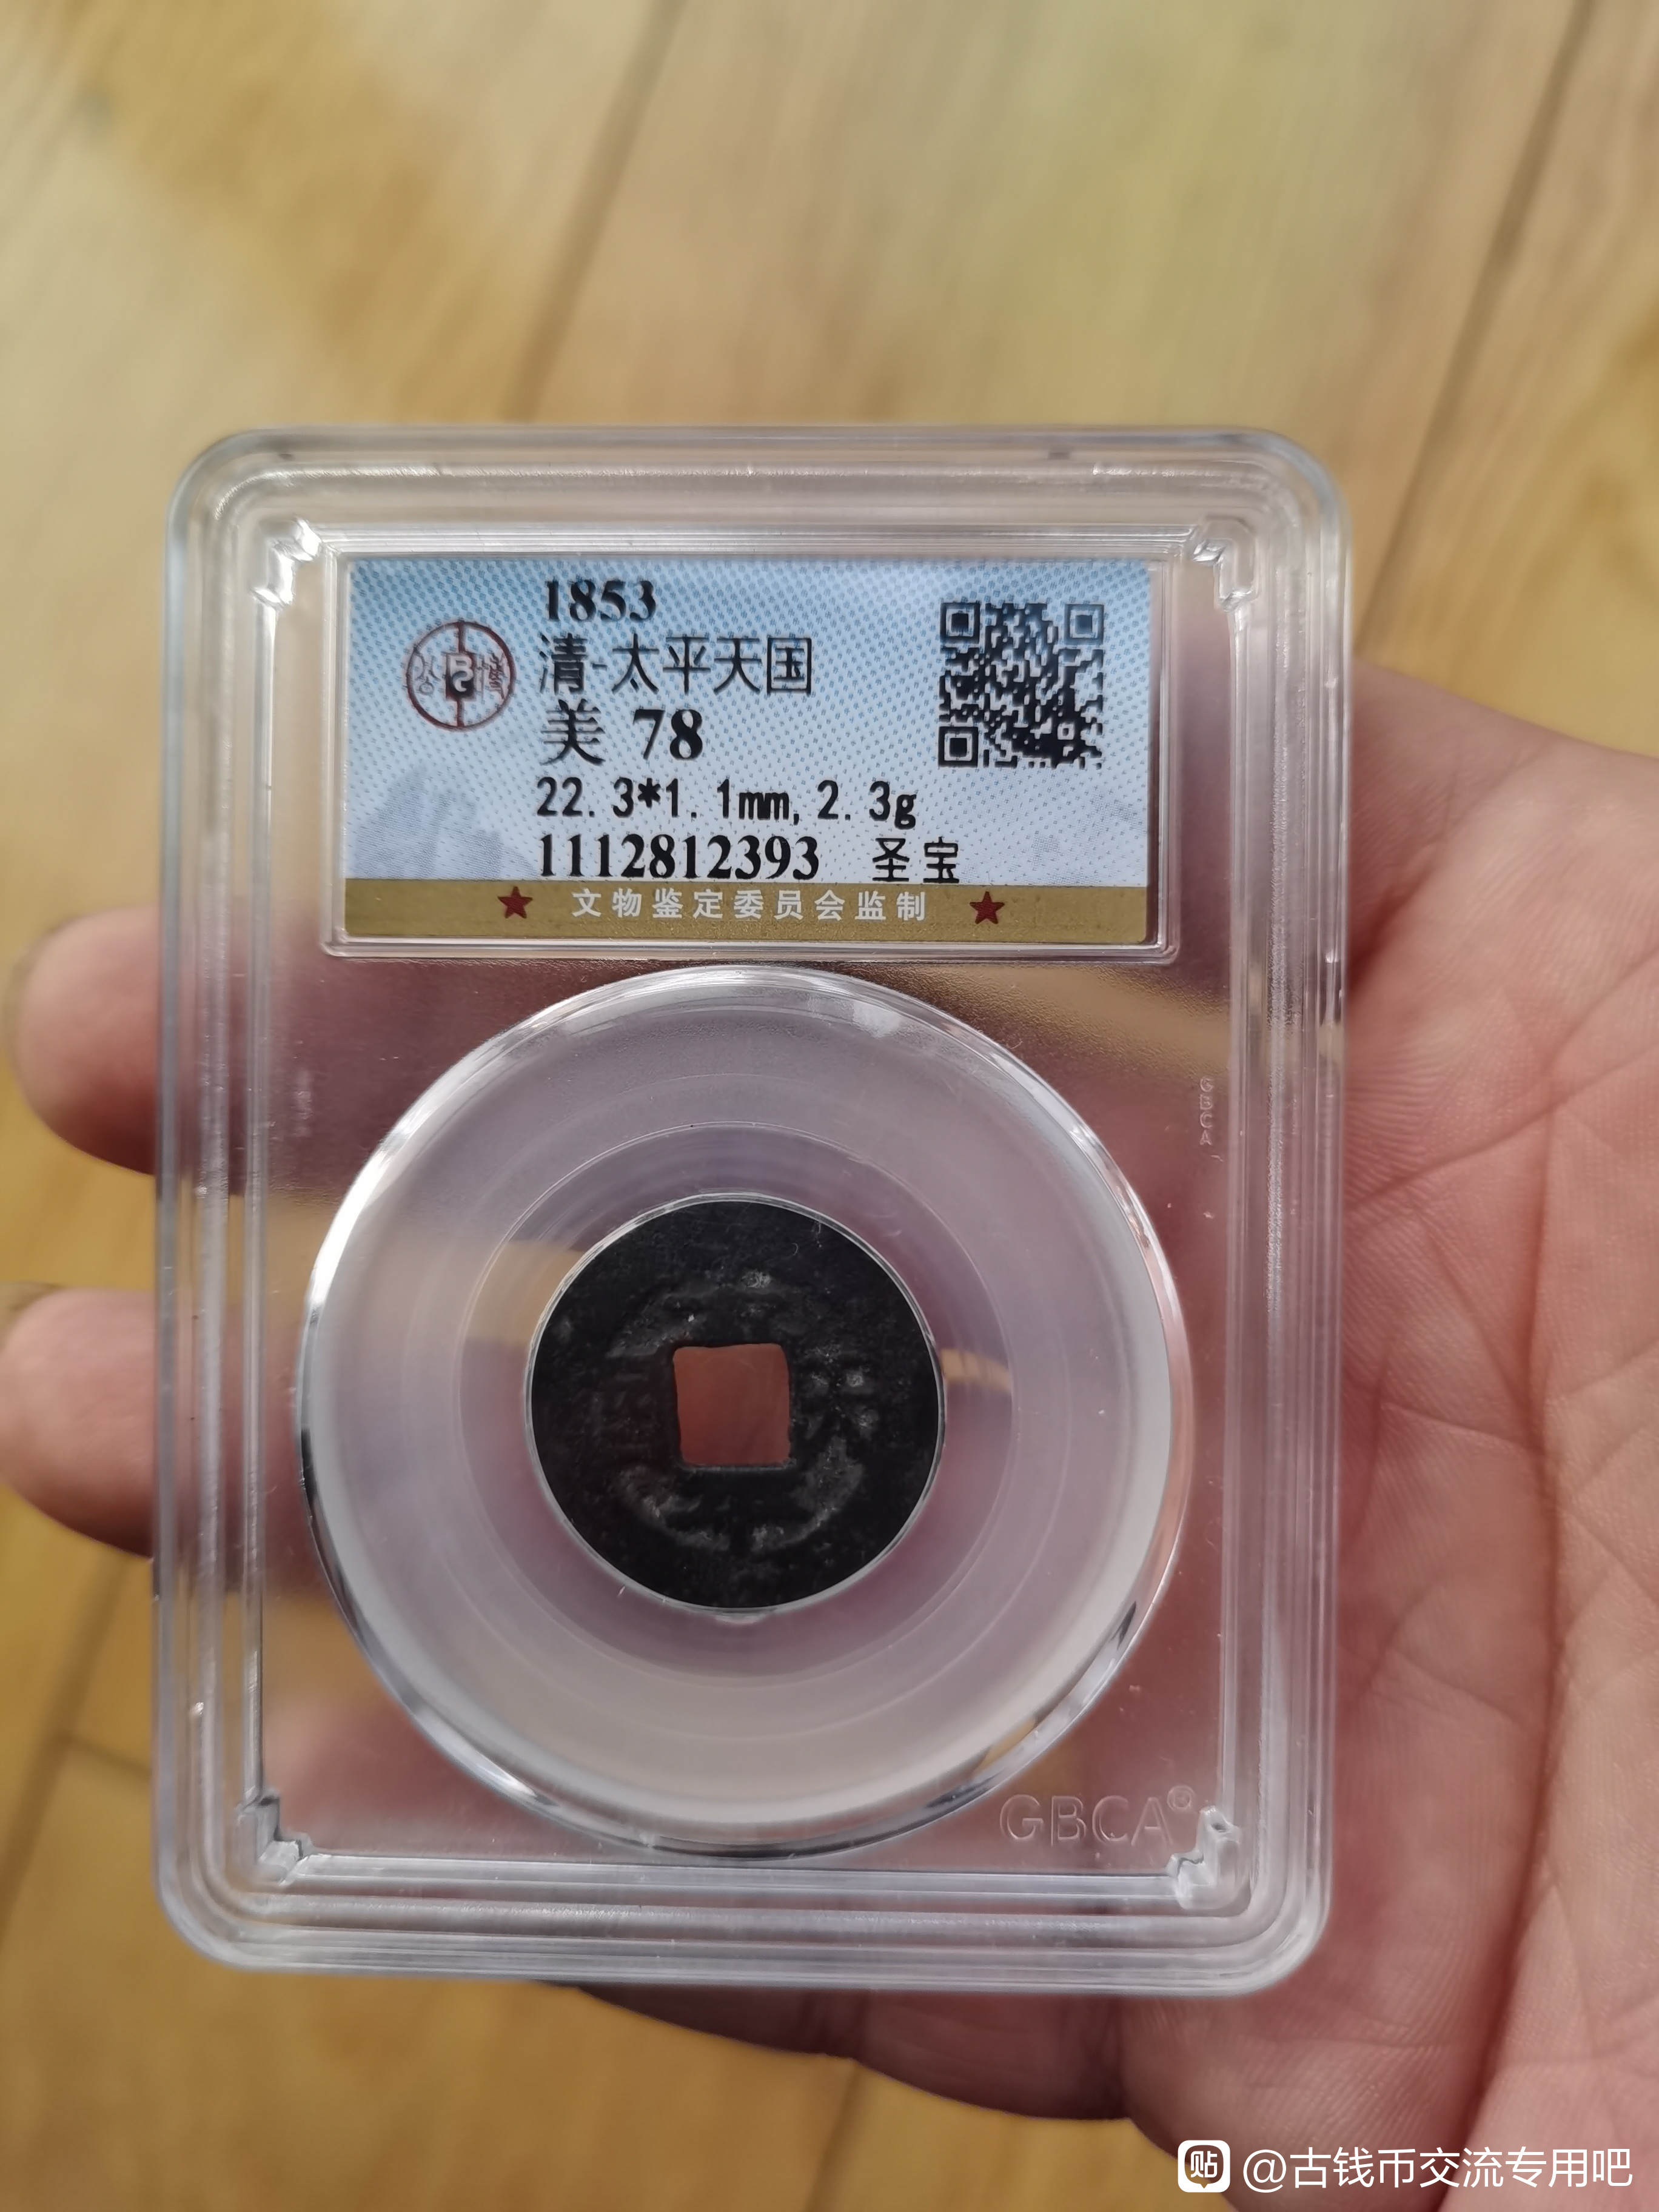 1853
清-太平天国
美 78
22.3*1.1mm,2.3g
1112812393 圣宝
★ 文物鉴定委员会监制 ★
GBCA
GBCA®
贴 @古钱币交流专用吧